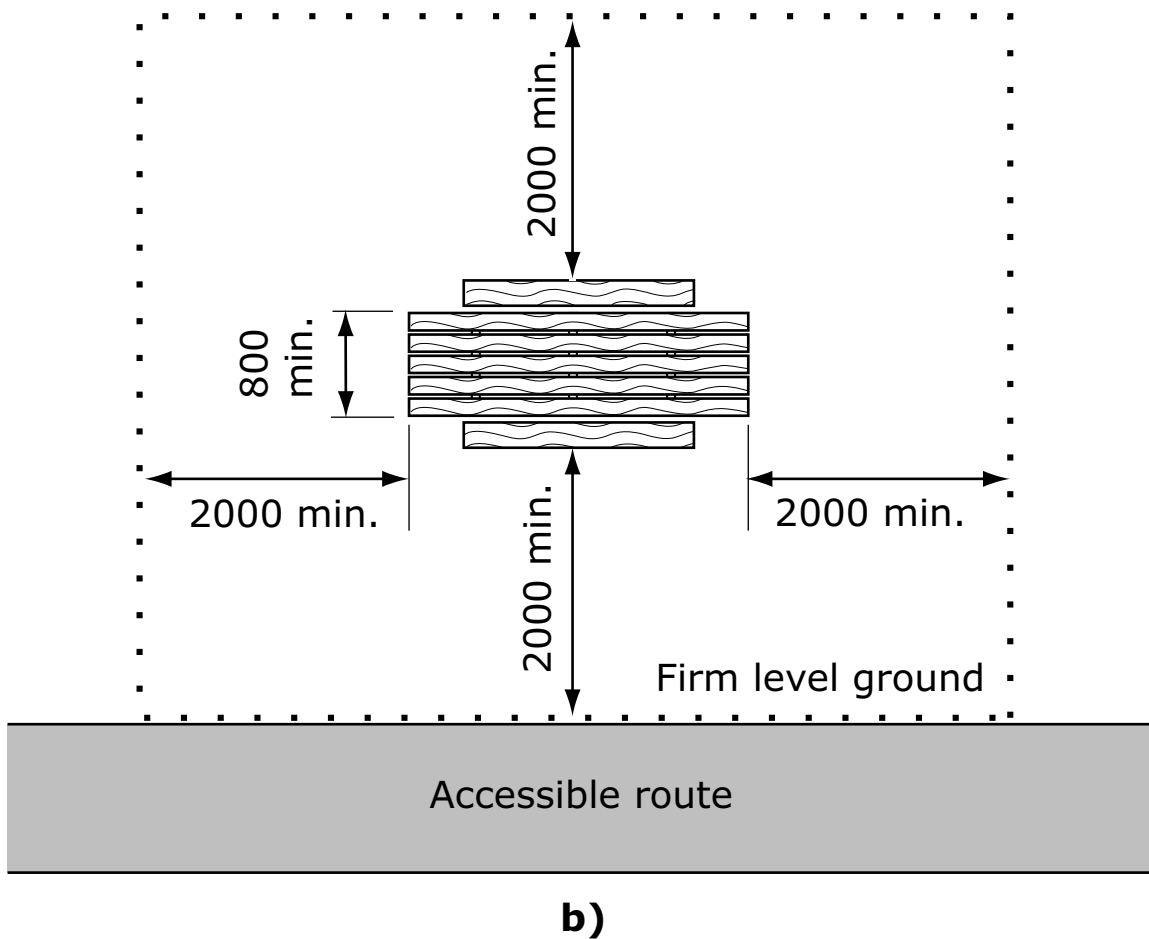 2000 min.
800
min.
2000 min.
2000 min.
2000 min.
Firm level ground
Accessible route
b)